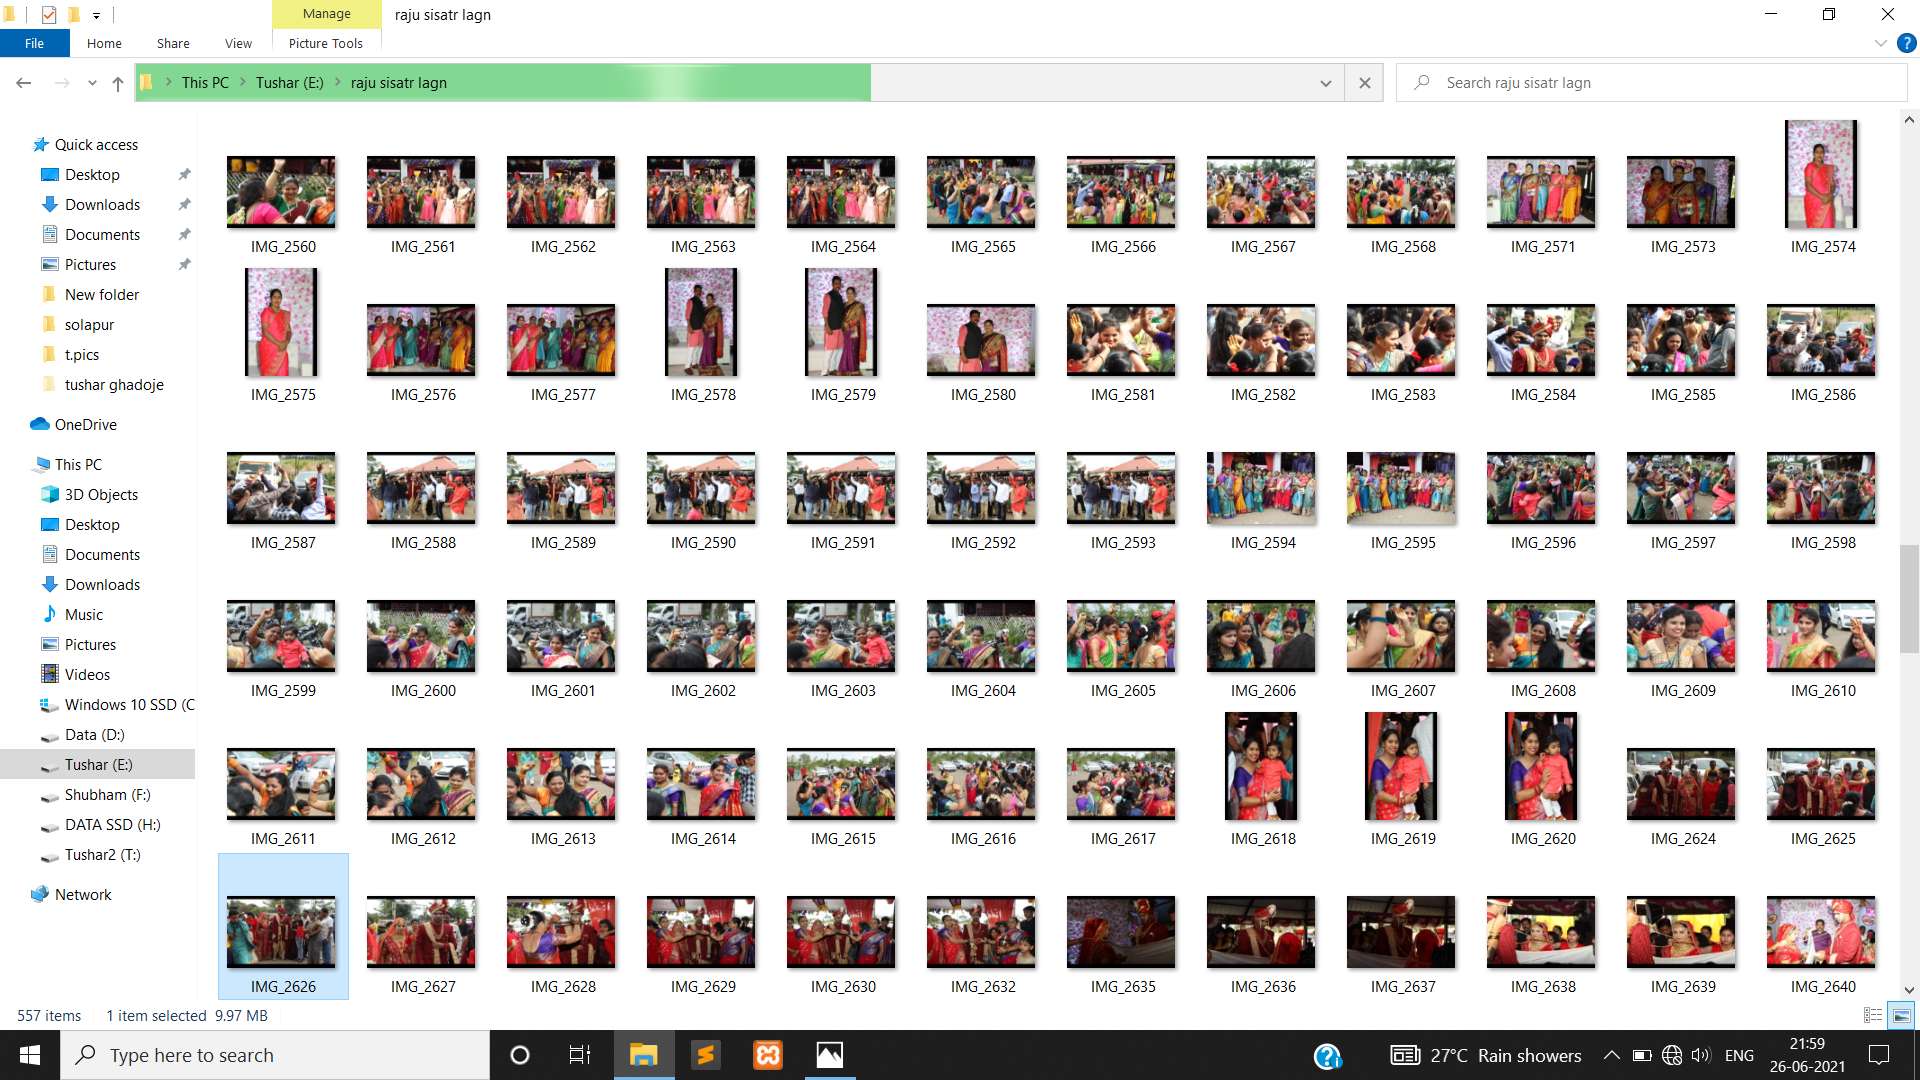 Manage
raju sisatr lagn
File
Home
Share
View
Picture Tools
This PC
Tushar (E:)
raju sisatr lagn
Search raju sisatr lagn
Quick access
Desktop
Downloads
Documents
Pictures
New folder
solapur
t.pics
tushar ghadoje
OneDrive
This PC
3D Objects
Desktop
Documents
Downloads
Music
Pictures
Videos
Windows 10 SSD (C
Data (D:)
Tushar (E:)
Shubham (F:)
DATA SSD (H:)
Tushar2 (T:)
Network
IMG_2560 IMG_2561 IMG_2562 IMG_2563 IMG_2564 IMG_2565 IMG_2566 IMG_2567 IMG_2568 IMG_2571 IMG_2573 IMG_2574
IMG_2575 IMG_2576 IMG_2577 IMG_2578 IMG_2579 IMG_2580 IMG_2581 IMG_2582 IMG_2583 IMG_2584 IMG_2585 IMG_2586
IMG_2587 IMG_2588 IMG_2589 IMG_2590 IMG_2591 IMG_2592 IMG_2593 IMG_2594 IMG_2595 IMG_2596 IMG_2597 IMG_2598
IMG_2599 IMG_2600 IMG_2601 IMG_2602 IMG_2603 IMG_2604 IMG_2605 IMG_2606 IMG_2607 IMG_2608 IMG_2609 IMG_2610
IMG_2611 IMG_2612 IMG_2613 IMG_2614 IMG_2615 IMG_2616 IMG_2617 IMG_2618 IMG_2619 IMG_2620 IMG_2624 IMG_2625
IMG_2626 IMG_2627 IMG_2628 IMG_2629 IMG_2630 IMG_2632 IMG_2635 IMG_2636 IMG_2637 IMG_2638 IMG_2639 IMG_2640
557 items
1 item selected 9.97 MB
Type here to search
27°C Rain showers
ENG
21:59
26-06-2021